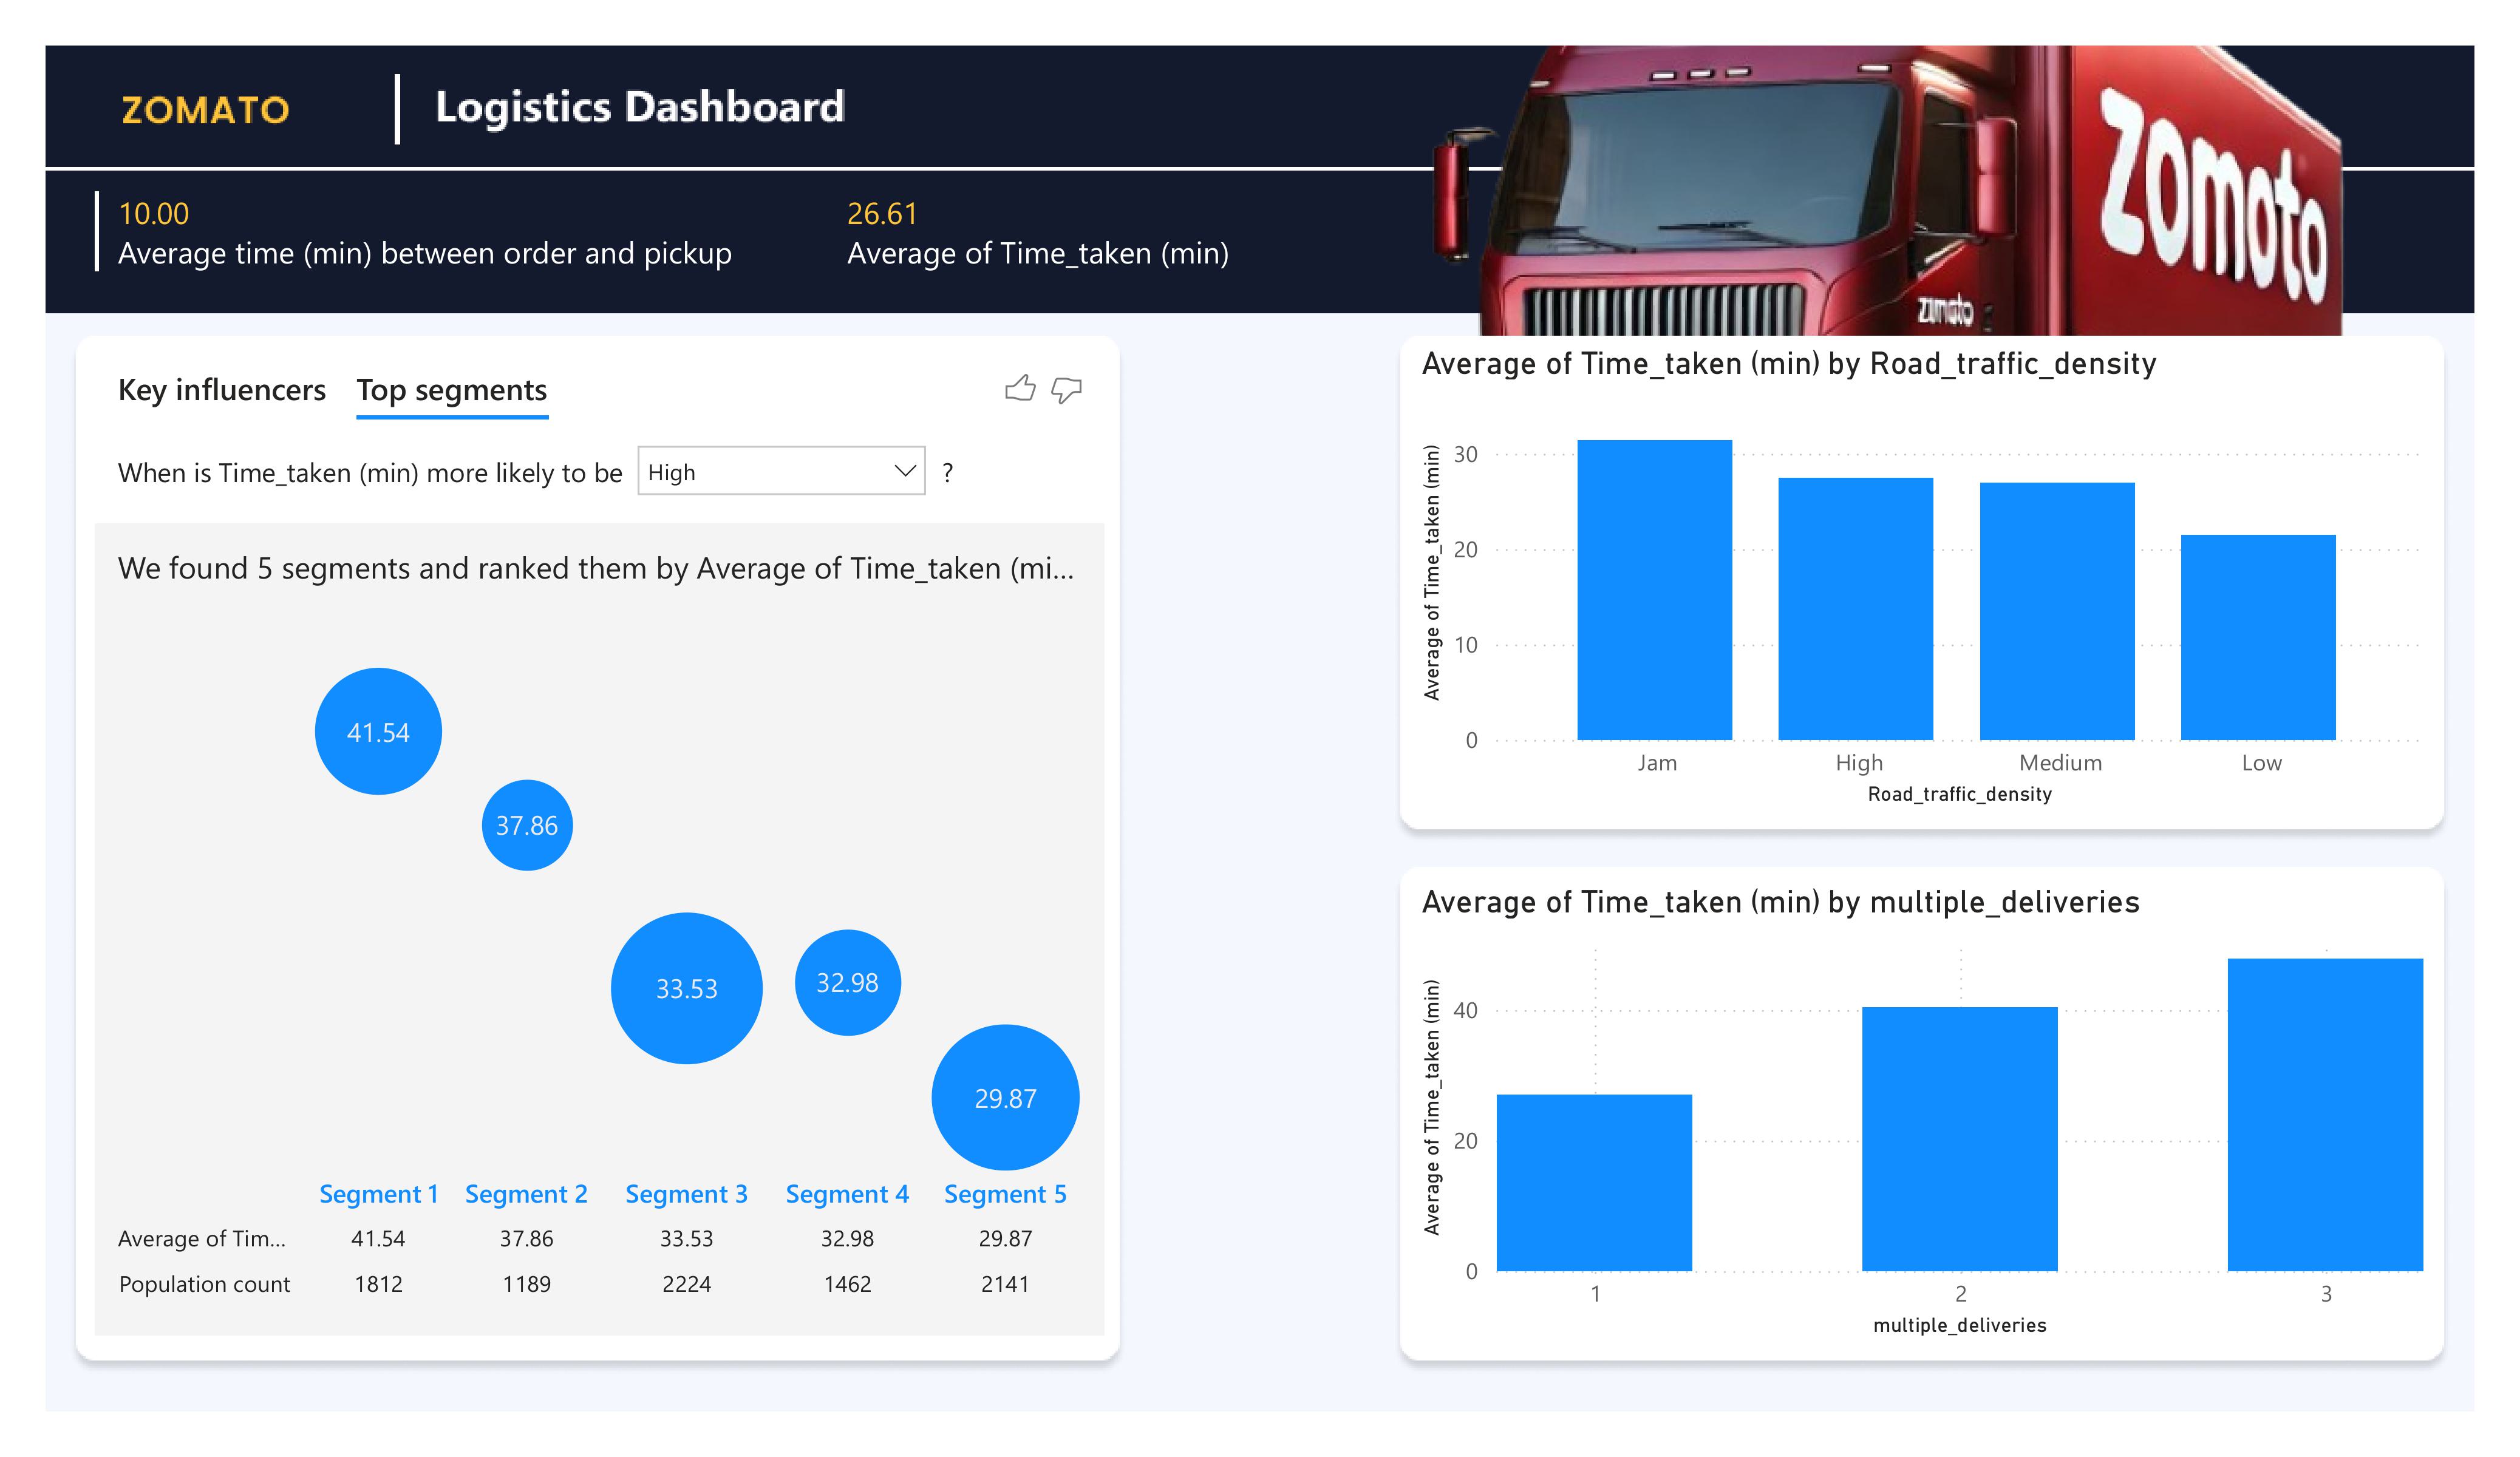 ZOMATO
Logistics Dashboard
10.00
Average time (min) between order and pickup
26.61
Average of Time_taken (min)
zomoto
zomato
Key influencers
Top segments
When is Time_taken (min) more likely to be
High
?
We found 5 segments and ranked them by Average of Time_taken (mi...
41.54
37.86
33.53
32.98
29.87
Segment 1 Segment 2 Segment 3 Segment 4 Segment 5
Average of Tim... 41.54 37.86 33.53 32.98 29.87
Population count 1812 1189 2224 1462 2141
Average of Time_taken (min) by Road_traffic_density
Average of Time_taken (min)
30
20
10
0
Jam High Medium Low
Road_traffic_density
Average of Time_taken (min) by multiple_deliveries
Average of Time_taken (min)
40
20
0
1 2 3
multiple_deliveries